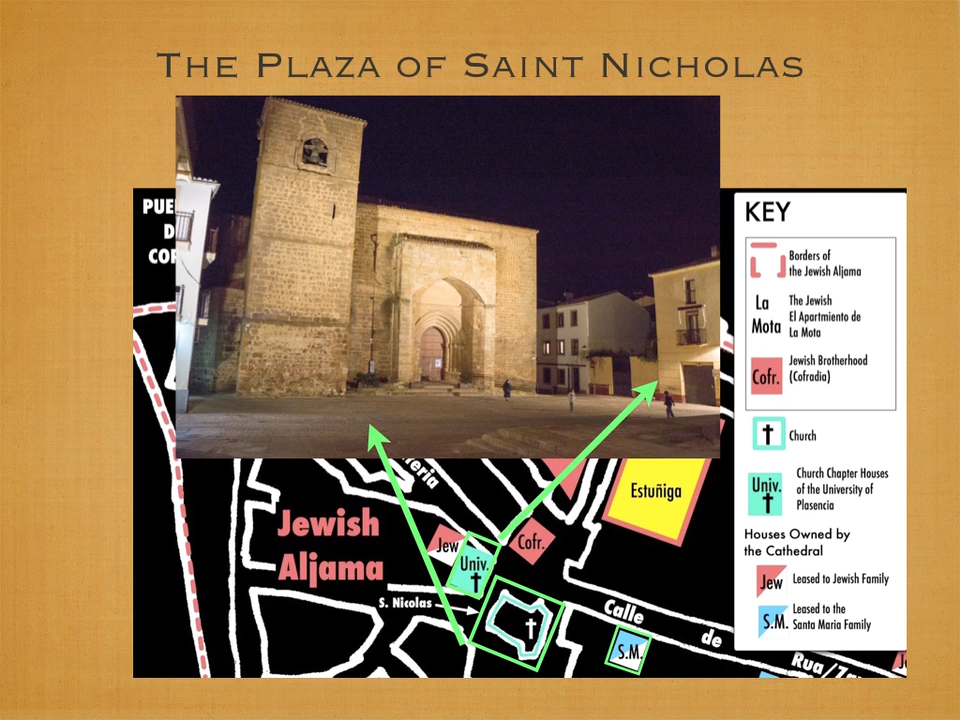 The Plaza of Saint Nicholas
PUE
D
COR
KEY
Borders of
the Jewish Aljama
La
Mota
The Jewish
El Apartmiento de
La Mota
Cofr.
Jewish Brotherhood
(Cofradia)
Church
Univ.
Church Chapter Houses
of the University of
Plasencia
Houses Owned by
the Cathedral
Jew
Leased to Jewish Family
S.M.
Leased to the
Santa Maria Family
Estuñiga
Jewish
Aljama
Jew
Cofr.
Univ.
S. Nicolas
Calle
de
S.M.